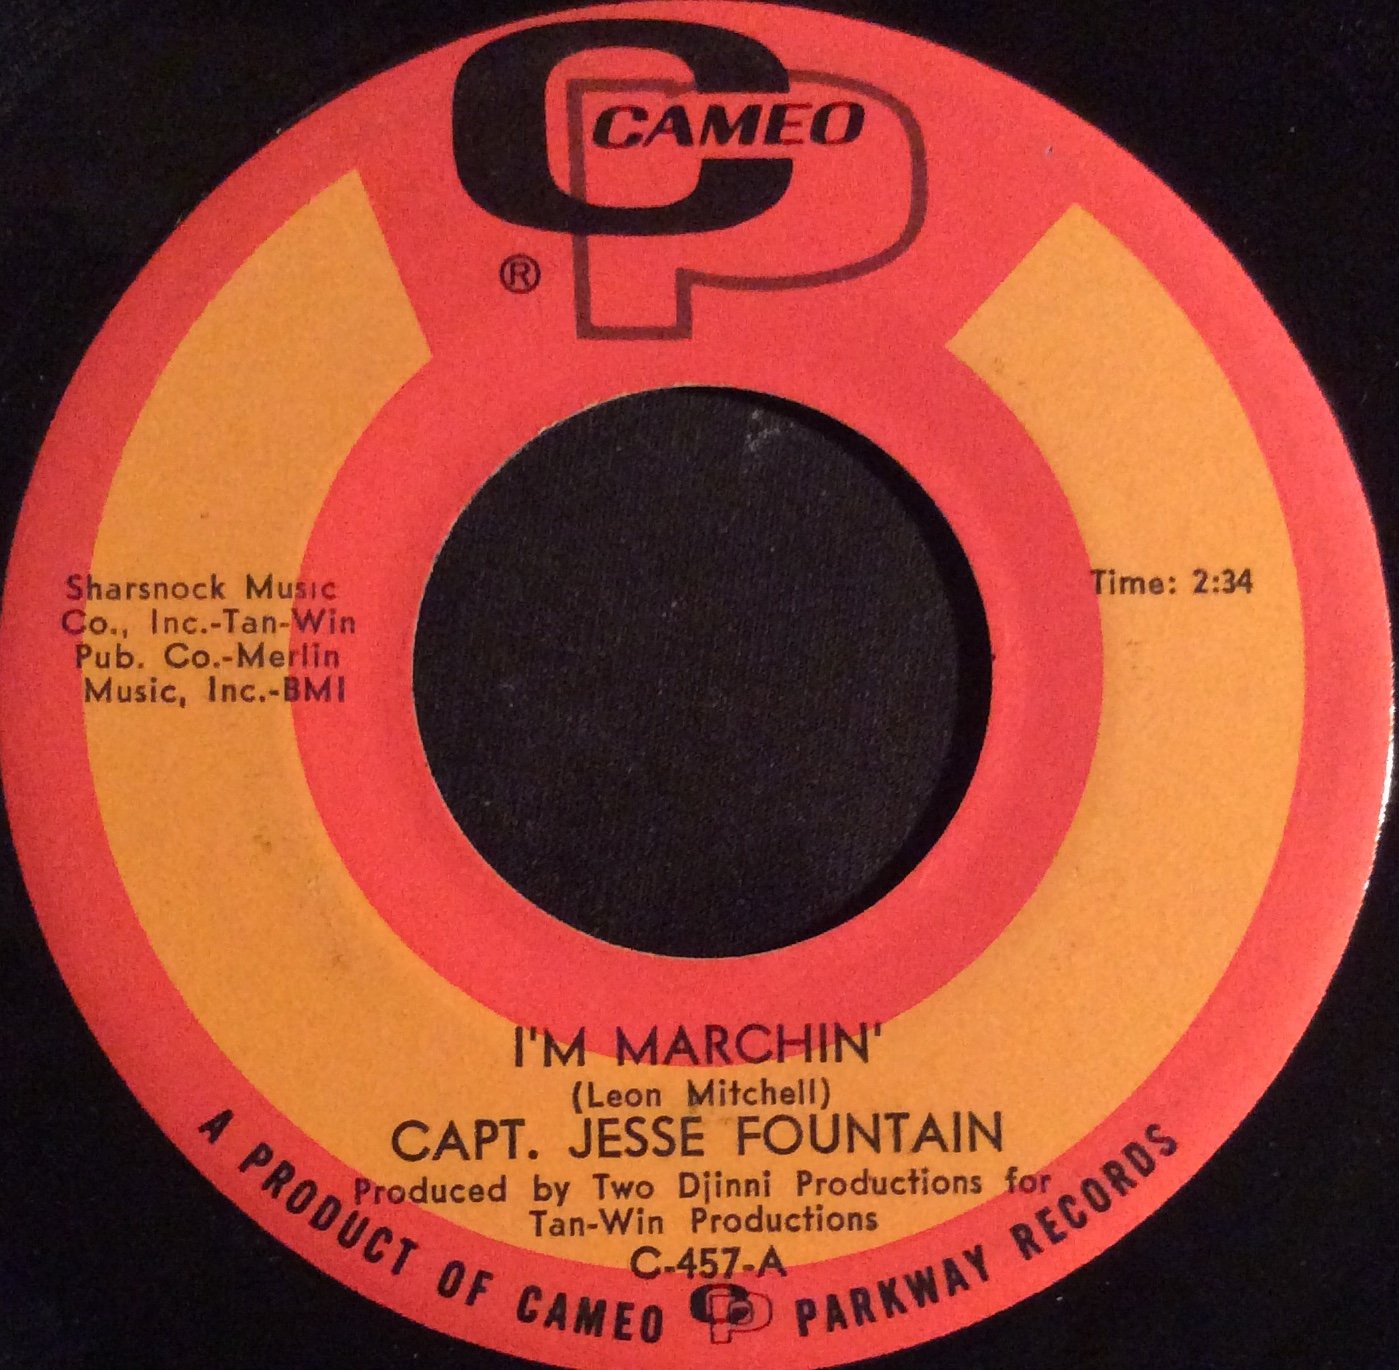 CAMEO
®
Sharsnock Music
Co., Inc.-Tan-Win
Pub. Co.-Merlin
Music, Inc.-BMI
Time: 2:34
I'M MARCHIN'
(Leon Mitchell)
CAPT. JESSE FOUNTAIN
Produced by Two Djinni Productions for
Tan-Win Productions
C-457-A
A PRODUCT OF CAMEO CP PARKWAY RECORDS